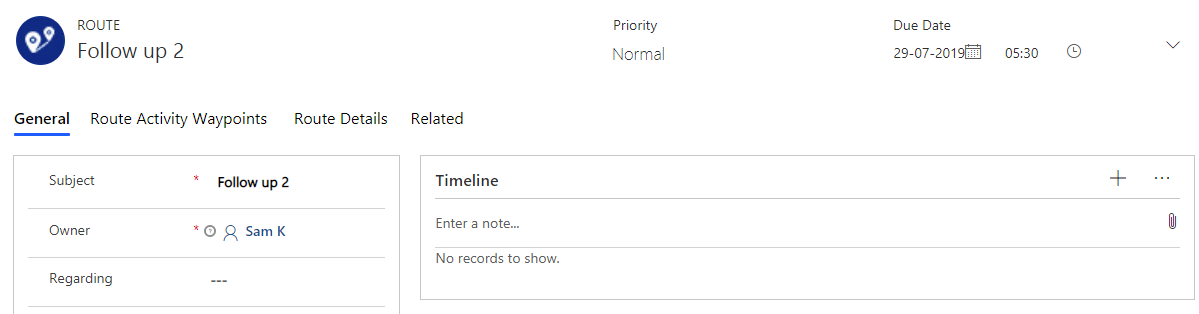 ROUTE
Follow up 2
Priority
Normal
Due Date
29-07-2019 05:30
General Route Activity Waypoints Route Details Related
Subject * Follow up 2
Owner * Sam K
Regarding ---
Timeline
Enter a note...
No records to show.